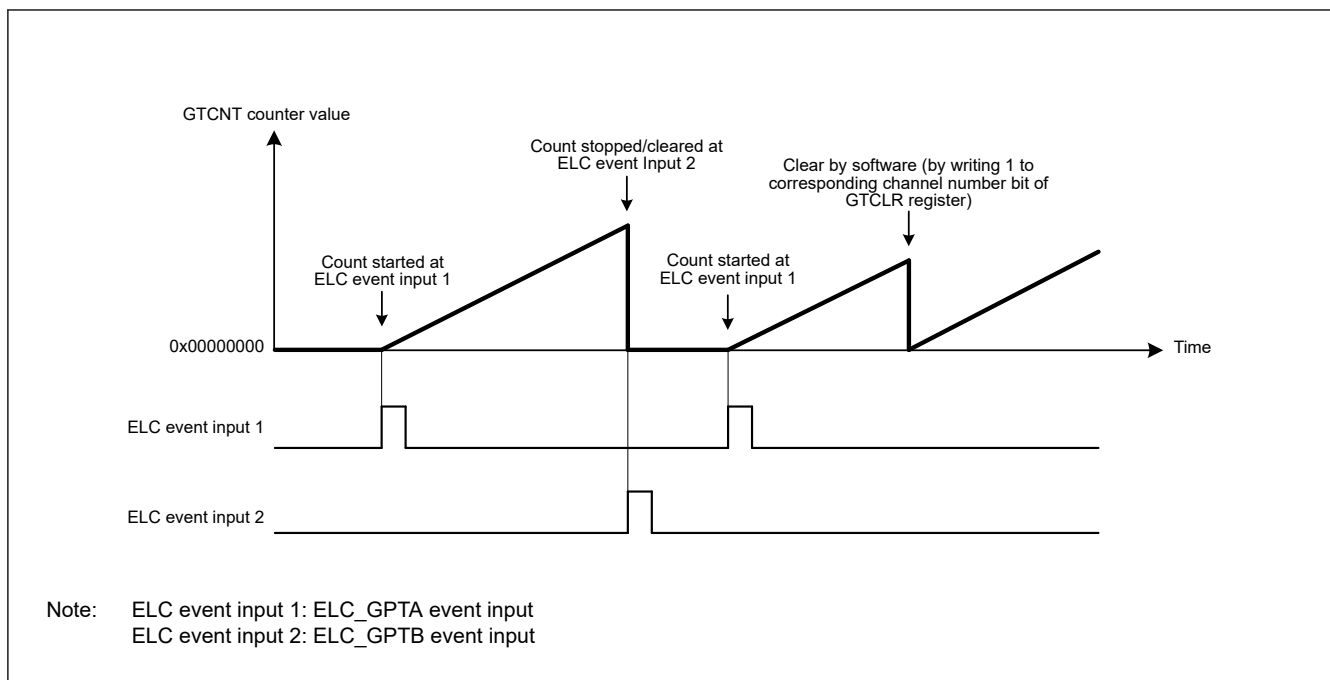 GTCNT counter value
Count stopped/cleared at
ELC event Input 2
Clear by software (by writing 1 to
corresponding channel number bit of
GTCLR register)
Count started at
ELC event input 1
Count started at
ELC event input 1
0x00000000
Time
ELC event input 1
ELC event input 2
Note: ELC event input 1: ELC_GPTA event input
ELC event input 2: ELC_GPTB event input